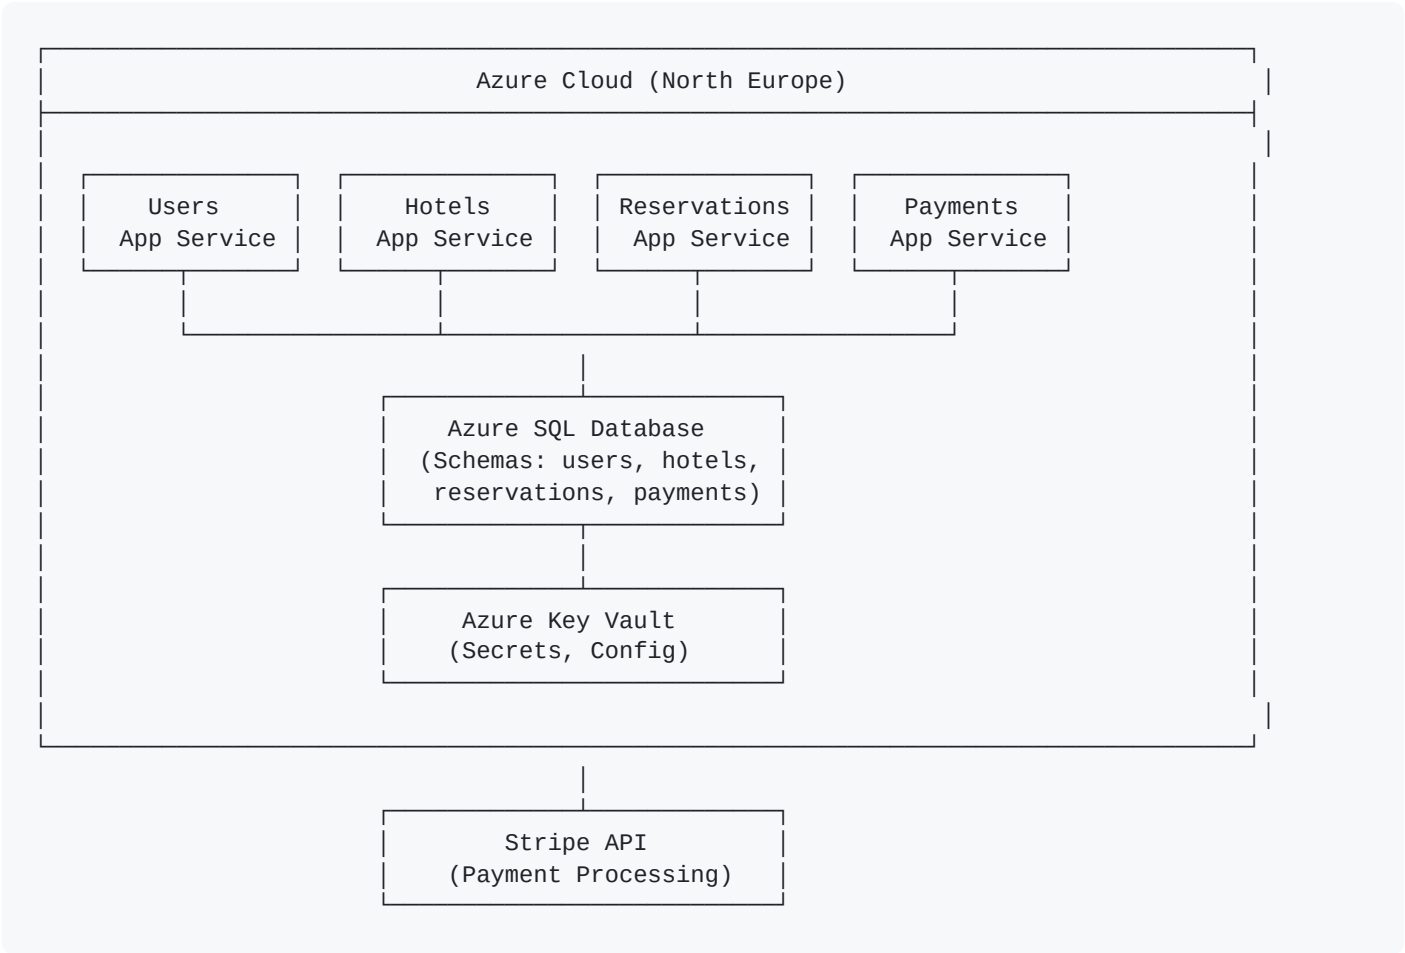 Azure Cloud (North Europe)
Users Hotels Reservations Payments
App Service App Service App Service App Service
Azure SQL Database
(Schemas: users, hotels,
reservations, payments)
Azure Key Vault
(Secrets, Config)
Stripe API
(Payment Processing)